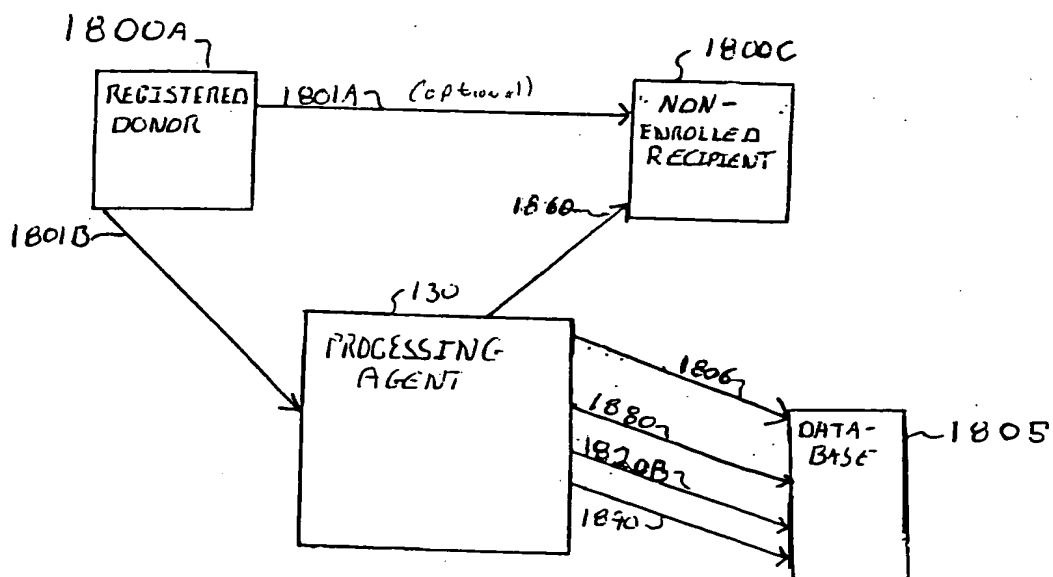 1800A
1800C
REGISTERED
DONOR
1801A
(optional)
NON-
ENROLLED
RECIPIENT
1860
1801B
130
PROCESSING
AGENT
1806
1880
1820B
1890
DATA-
BASE
1805